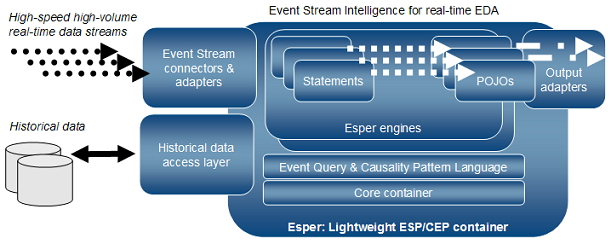 Event Stream Intelligence for real-time EDA
High-speed high-volume
real-time data streams
Event Stream
connectors &
adapters
Statements
POJOs
Output
adapters
Esper engines
Historical data
Historical data
access layer
Event Query & Causality Pattern Language
Core container
Esper: Lightweight ESP/CEP container